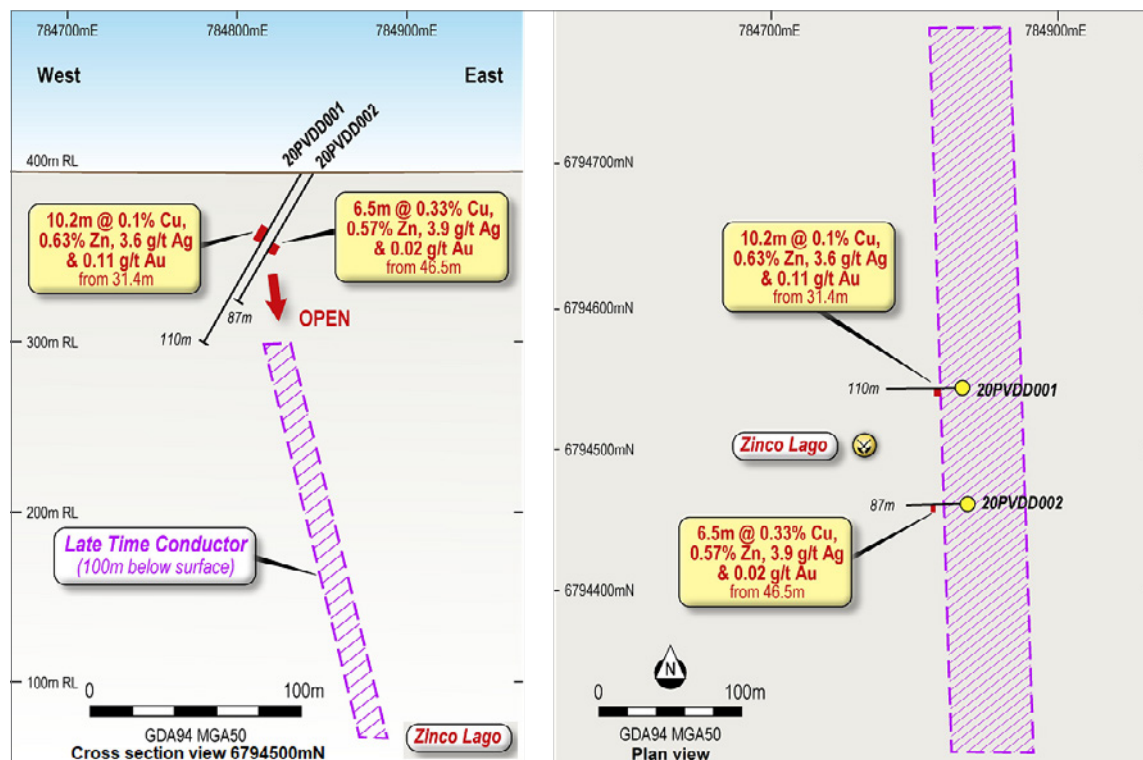 784700mE
784800mE
784900mE
West
East
20PVDD001
20PVDD002
400m RL
10.2m @ 0.1% Cu,
0.63% Zn, 3.6 g/t Ag
& 0.11 g/t Au
from 31.4m
6.5m @ 0.33% Cu,
0.57% Zn, 3.9 g/t Ag
& 0.02 g/t Au
from 46.5m
87m
110m
OPEN
300m RL
200m RL
Late Time Conductor
(100m below surface)
100m RL
0
100m
GDA94 MGA50
Cross section view 6794500mN
Zinco Lago
784700mE
784900mE
6794700mN
10.2m @ 0.1% Cu,
0.63% Zn, 3.6 g/t Ag
& 0.11 g/t Au
from 31.4m
6794600mN
110m
20PVDD001
Zinco Lago
6794500mN
87m
20PVDD002
6.5m @ 0.33% Cu,
0.57% Zn, 3.9 g/t Ag
& 0.02 g/t Au
from 46.5m
6794400mN
N
0
100m
GDA94 MGA50
Plan view